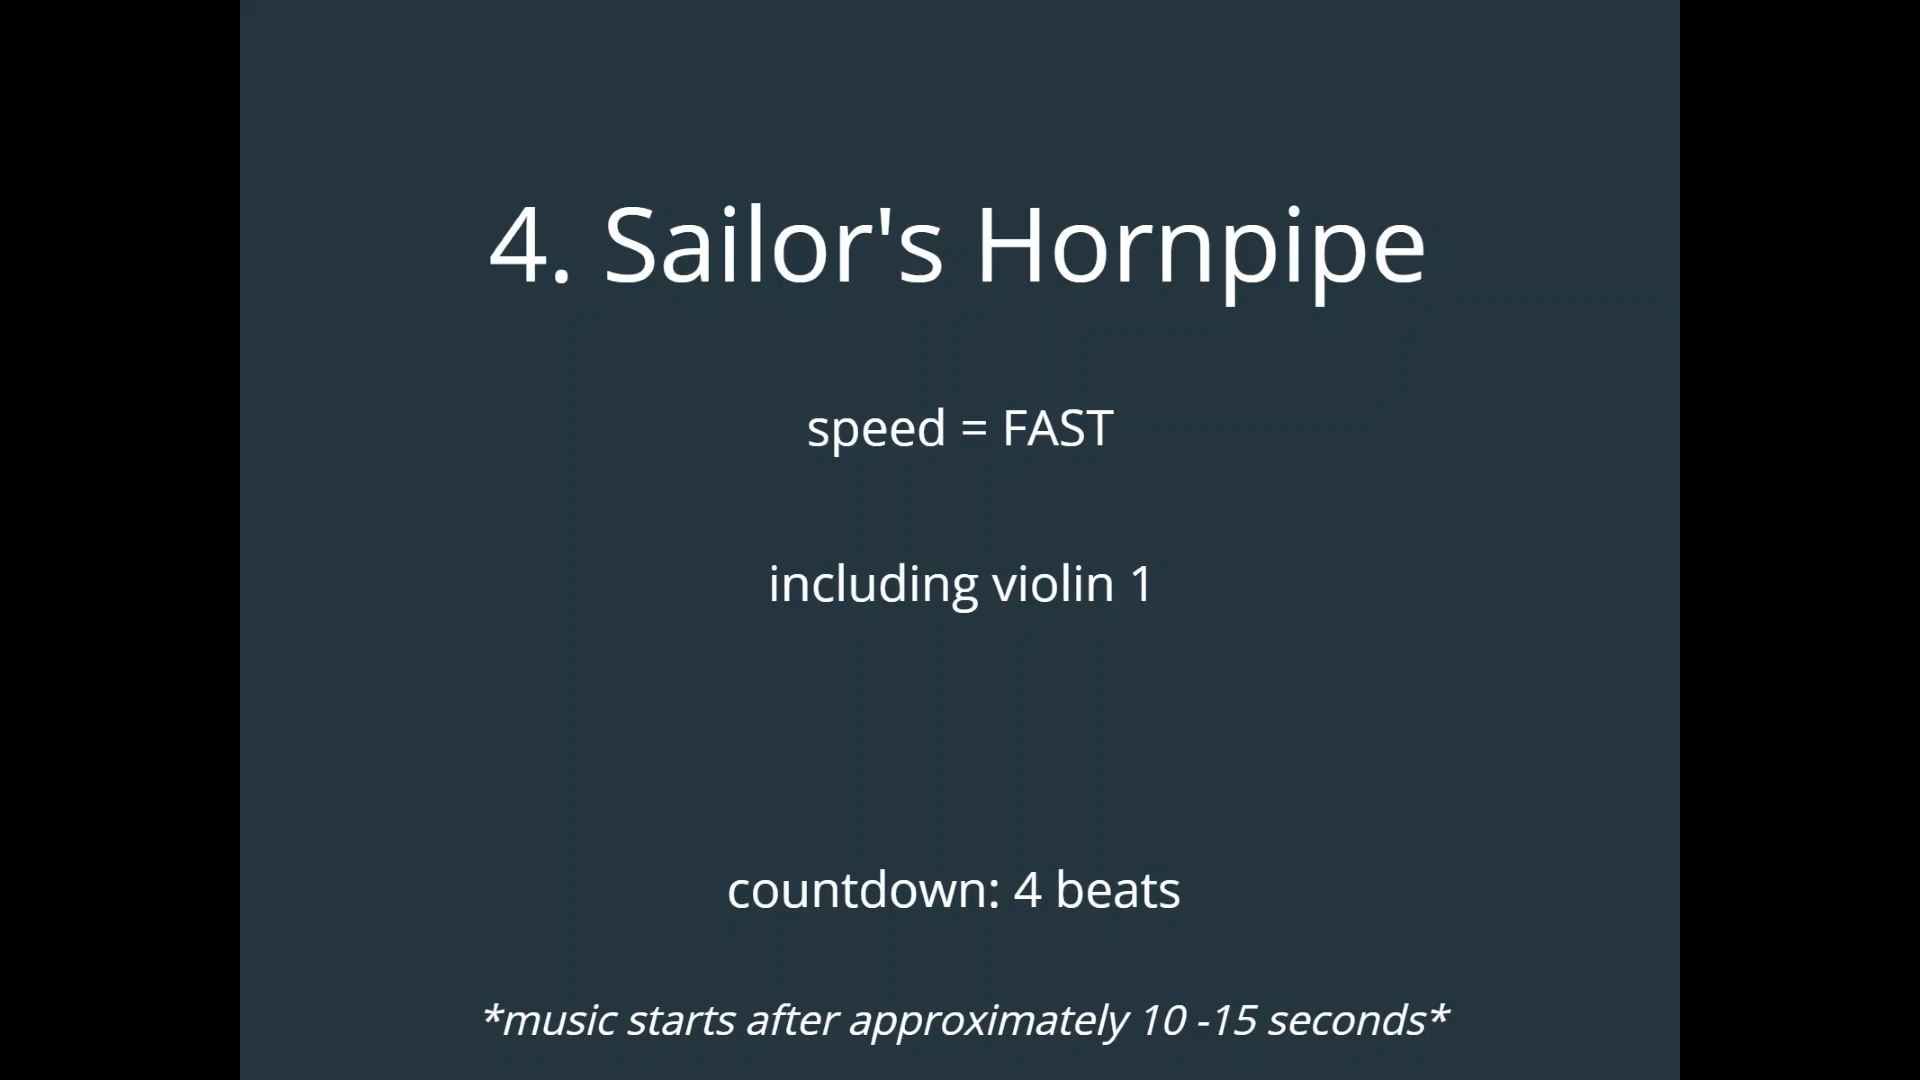 4. Sailor's Hornpipe
speed = FAST
including violin 1
countdown: 4 beats
*music starts after approximately 10 -15 seconds*